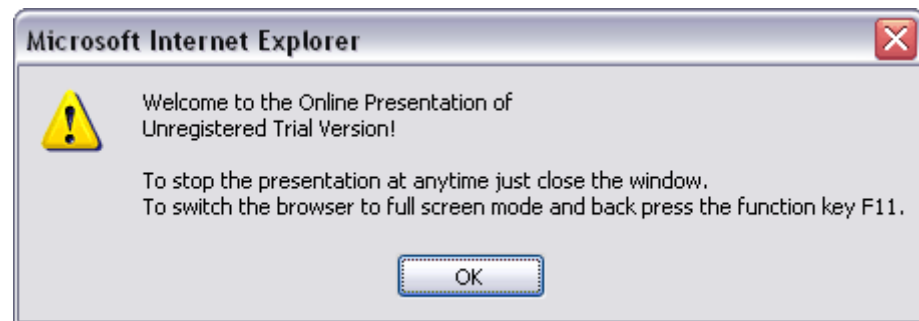 Microsoft Internet Explorer
Welcome to the Online Presentation of
Unregistered Trial Version!
To stop the presentation at anytime just close the window.
To switch the browser to full screen mode and back press the function key F11.
OK